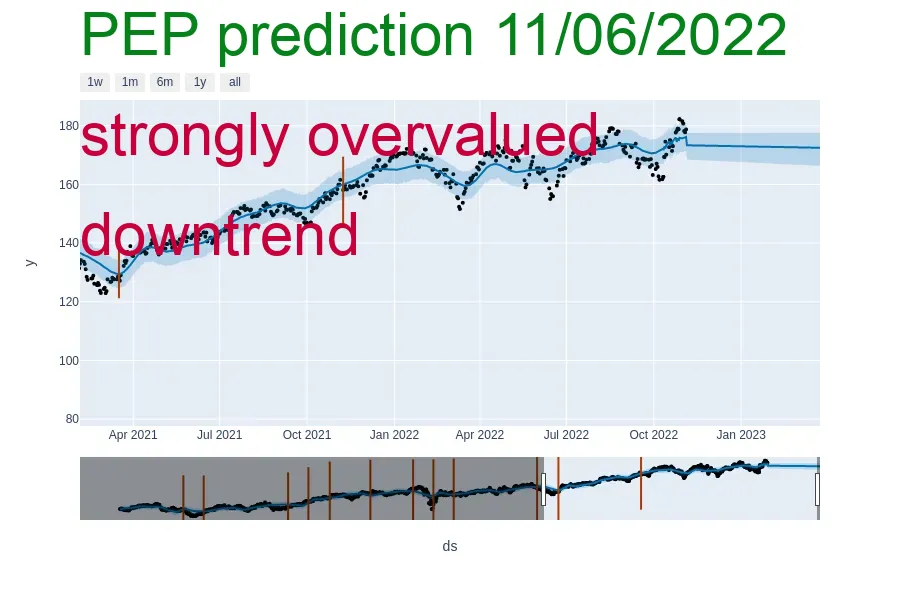 PEP prediction 11/06/2022
1w 1m 6m 1y all
180
strongly overvalued
160
140
downtrend
y
120
100
80
Apr 2021 Jul 2021 Oct 2021 Jan 2022 Apr 2022 Jul 2022 Oct 2022 Jan 2023
ds